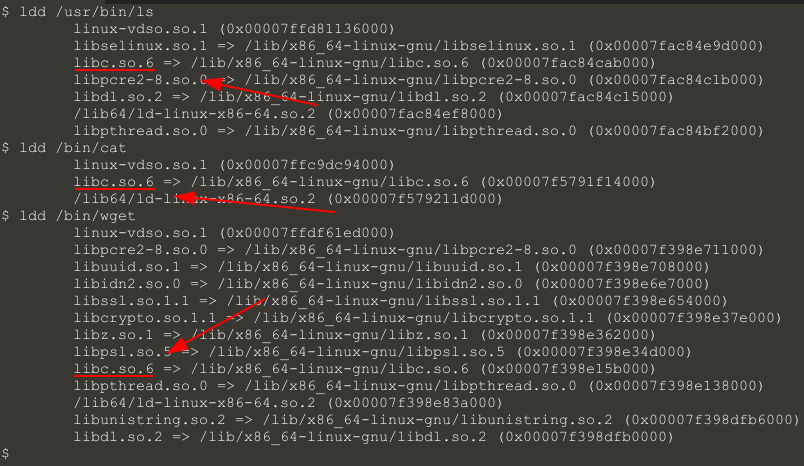 $ ldd /usr/bin/ls
linux-vdso.so.1 (0x00007ffd81136000)
libselinux.so.1 => /lib/x86_64-linux-gnu/libselinux.so.1 (0x00007fac84e9d000)
libc.so.6 => /lib/x86_64-linux-gnu/libc.so.6 (0x00007fac84cab000)
libpcre2-8.so.0 => /lib/x86_64-linux-gnu/libpcre2-8.so.0 (0x00007fac84c1b000)
libdl.so.2 => /lib/x86_64-linux-gnu/libdl.so.2 (0x00007fac84c15000)
/lib64/ld-linux-x86-64.so.2 (0x00007fac84ef8000)
libpthread.so.0 => /lib/x86_64-linux-gnu/libpthread.so.0 (0x00007fac84bf2000)
$ ldd /bin/cat
linux-vdso.so.1 (0x00007ffc9dc94000)
libc.so.6 => /lib/x86_64-linux-gnu/libc.so.6 (0x00007f5791f14000)
/lib64/ld-linux-x86-64.so.2 (0x00007f579211d000)
$ ldd /bin/wget
linux-vdso.so.1 (0x00007ffdf61ed000)
libpcre2-8.so.0 => /lib/x86_64-linux-gnu/libpcre2-8.so.0 (0x00007f398e711000)
libuuid.so.1 => /lib/x86_64-linux-gnu/libuuid.so.1 (0x00007f398e708000)
libidn2.so.0 => /lib/x86_64-linux-gnu/libidn2.so.0 (0x00007f398e6e7000)
libssl.so.1.1 => /lib/x86_64-linux-gnu/libssl.so.1.1 (0x00007f398e654000)
libcrypto.so.1.1 => /lib/x86_64-linux-gnu/libcrypto.so.1.1 (0x00007f398e37e000)
libz.so.1 => /lib/x86_64-linux-gnu/libz.so.1 (0x00007f398e362000)
libpsl.so.5 => /lib/x86_64-linux-gnu/libpsl.so.5 (0x00007f398e34d000)
libc.so.6 => /lib/x86_64-linux-gnu/libc.so.6 (0x00007f398e15b000)
libpthread.so.0 => /lib/x86_64-linux-gnu/libpthread.so.0 (0x00007f398e138000)
/lib64/ld-linux-x86-64.so.2 (0x00007f398e83a000)
libunistring.so.2 => /lib/x86_64-linux-gnu/libunistring.so.2 (0x00007f398dfb6000)
libdl.so.2 => /lib/x86_64-linux-gnu/libdl.so.2 (0x00007f398dfb0000)
$